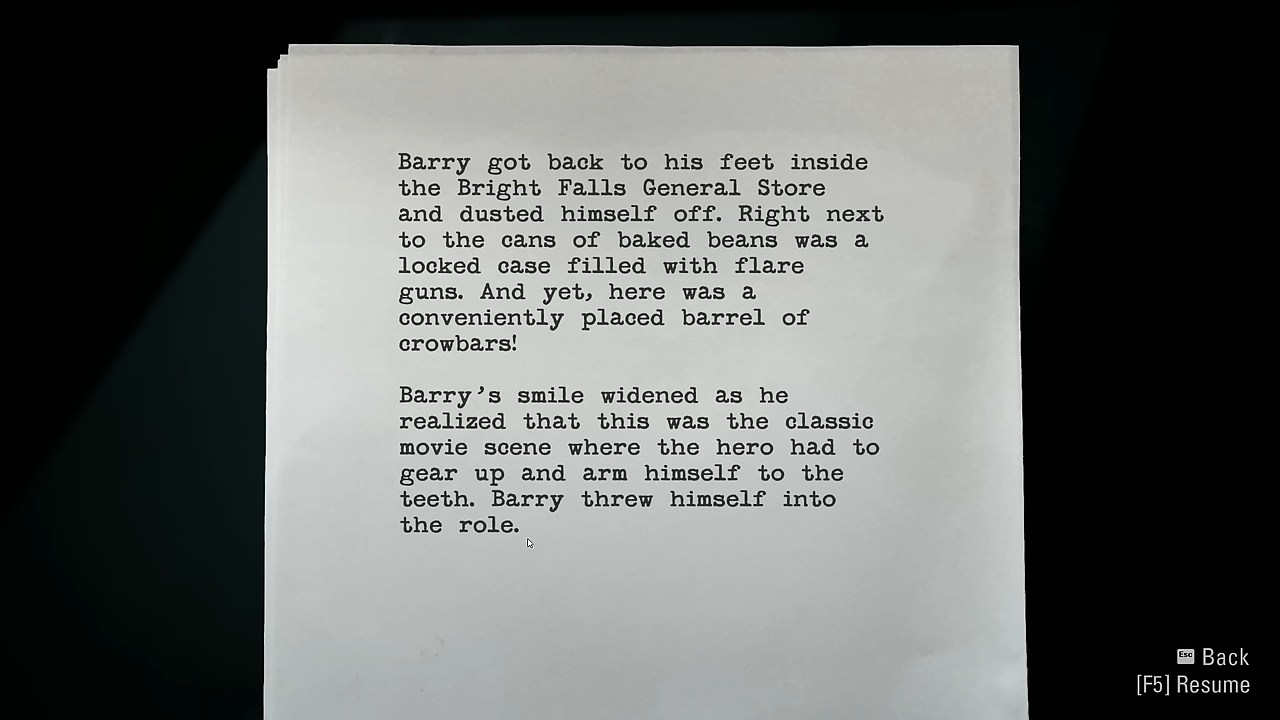 Barry got back to his feet inside
the Bright Falls General Store
and dusted himself off. Right next
to the cans of baked beans was a
locked case filled with flare
guns. And yet, here was a
conveniently placed barrel of
crowbars!
Barry's smile widened as he
realized that this was the classic
movie scene where the hero had to
gear up and arm himself to the
teeth. Barry threw himself into
the role.
Esc Back
[F5] Resume